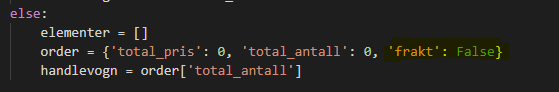 else:
elementer = []
order = {'total_pris': 0, 'total_antall': 0, 'frakt': False}
handlevogn = order['total_antall']